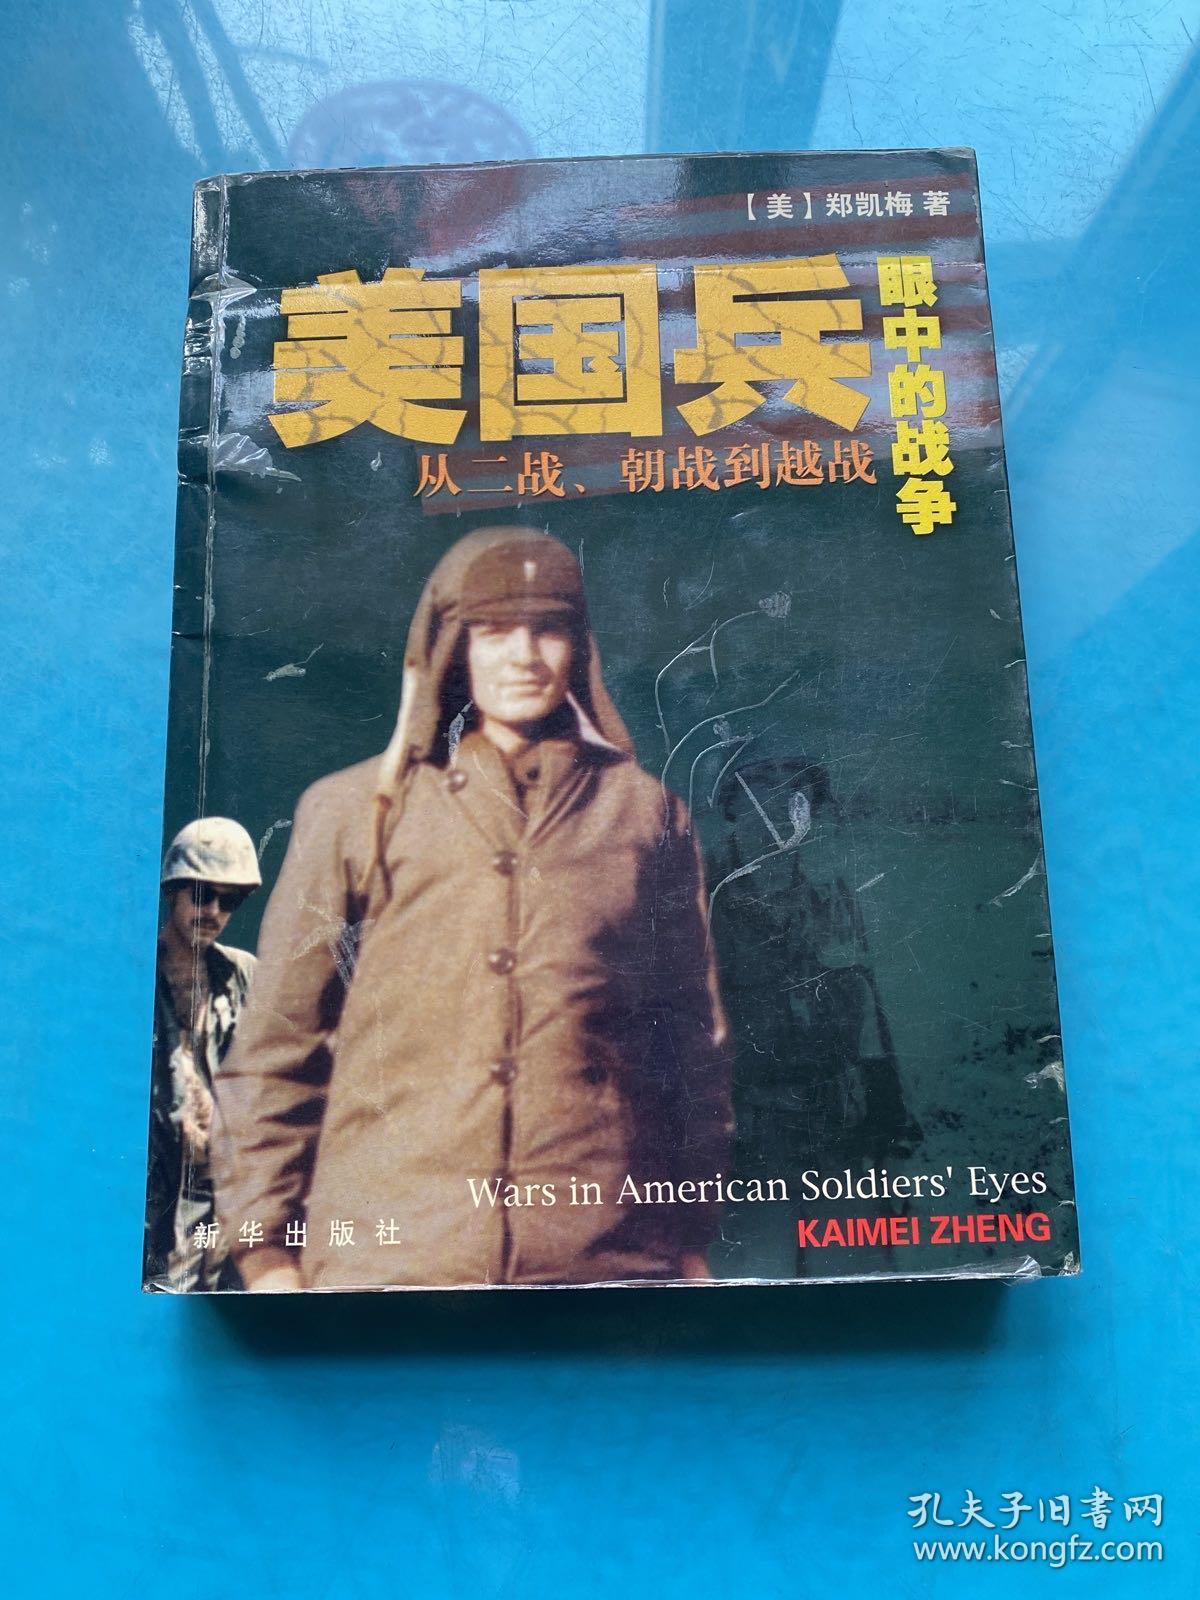 【美】郑凯梅 著
美国兵
眼中的战争
从二战、朝战到越战
Wars in American Soldiers' Eyes
KAIMEI ZHENG
新华出版社
孔夫子旧书网
www.kongfz.com